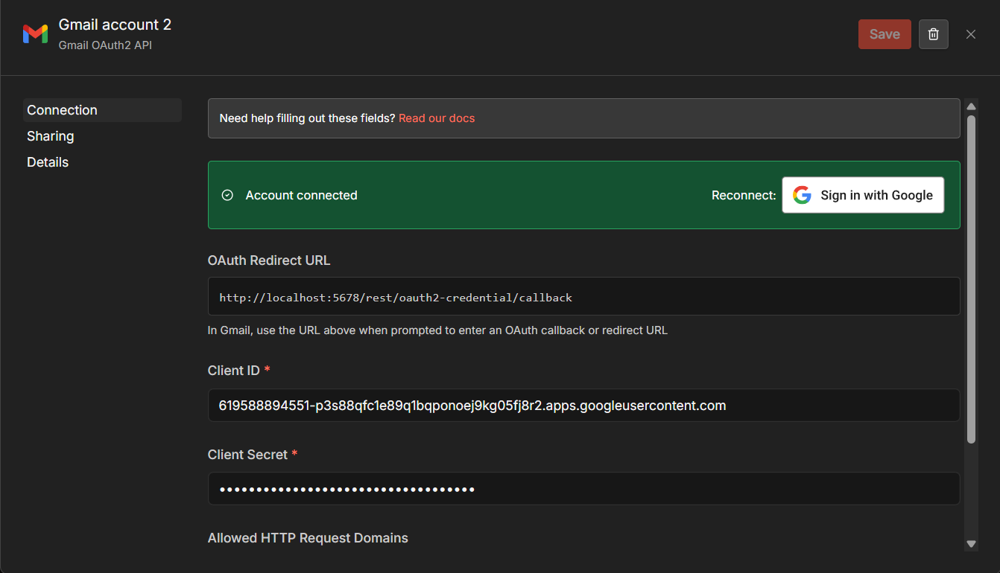 Gmail account 2
Gmail OAuth2 API
Save
Connection
Sharing
Details
Need help filling out these fields? Read our docs
Account connected
Reconnect:
Sign in with Google
OAuth Redirect URL
http://localhost:5678/rest/oauth2-credential/callback
In Gmail, use the URL above when prompted to enter an OAuth callback or redirect URL
Client ID *
619588894551-p3s88qfc1e89q1bqponoej9kg05fj8r2.apps.googleusercontent.com
Client Secret *
•••••••••••••••••••••••••••••••••••
Allowed HTTP Request Domains